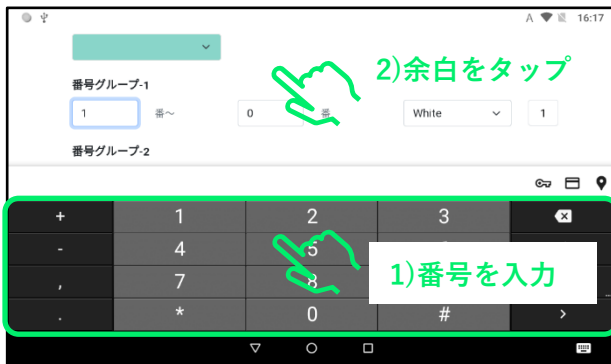 A 16:17
2)余白をタップ
番号グループ-1
1 番～ 0 番 White 1
番号グループ-2
+ 1 2 3
- 4 5
1)番号を入力
, 7 8
. * 0 # >